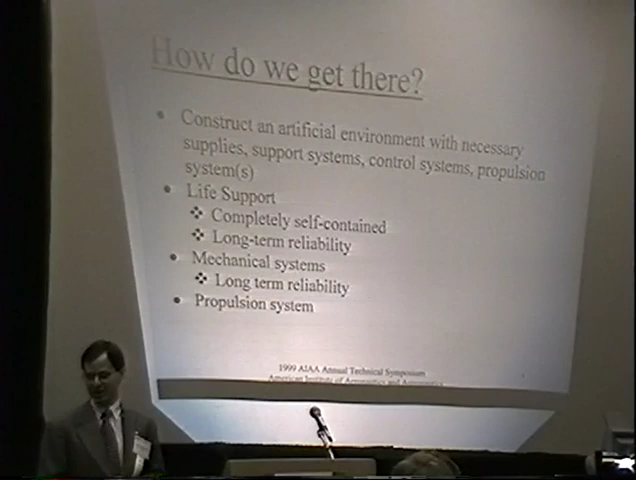 How do we get there?
• Construct an artificial environment with necessary
supplies, support systems, control systems, propulsion
system(s)
• Life Support
❖ Completely self-contained
❖ Long-term reliability
• Mechanical systems
❖ Long term reliability
• Propulsion system
1999 AIAA Annual Technical Symposium
American Institute of Aeronautics and Astronautics